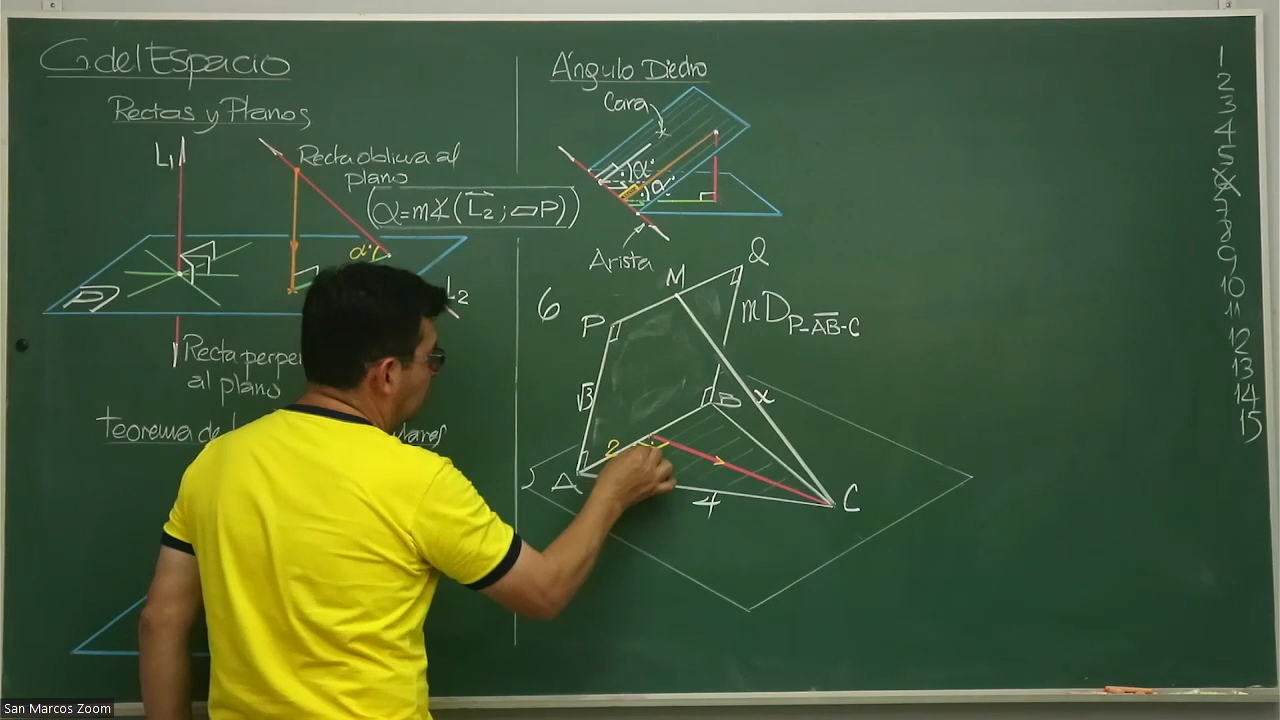 G del Espacio
Rectas y Planos
L1
Recta oblicua al
plano
α=m∡(L2; ▱P)
α°
P
L2
Recta
al plano
Teorema de
Ángulo Diedro
Cara
α°
α°
Arista
6
P
M
Q
mD P-AB-C
√3
B
x
2
A
4
C
1
2
3
4
5
6
7
8
9
10
11
12
13
14
15
San Marcos Zoom